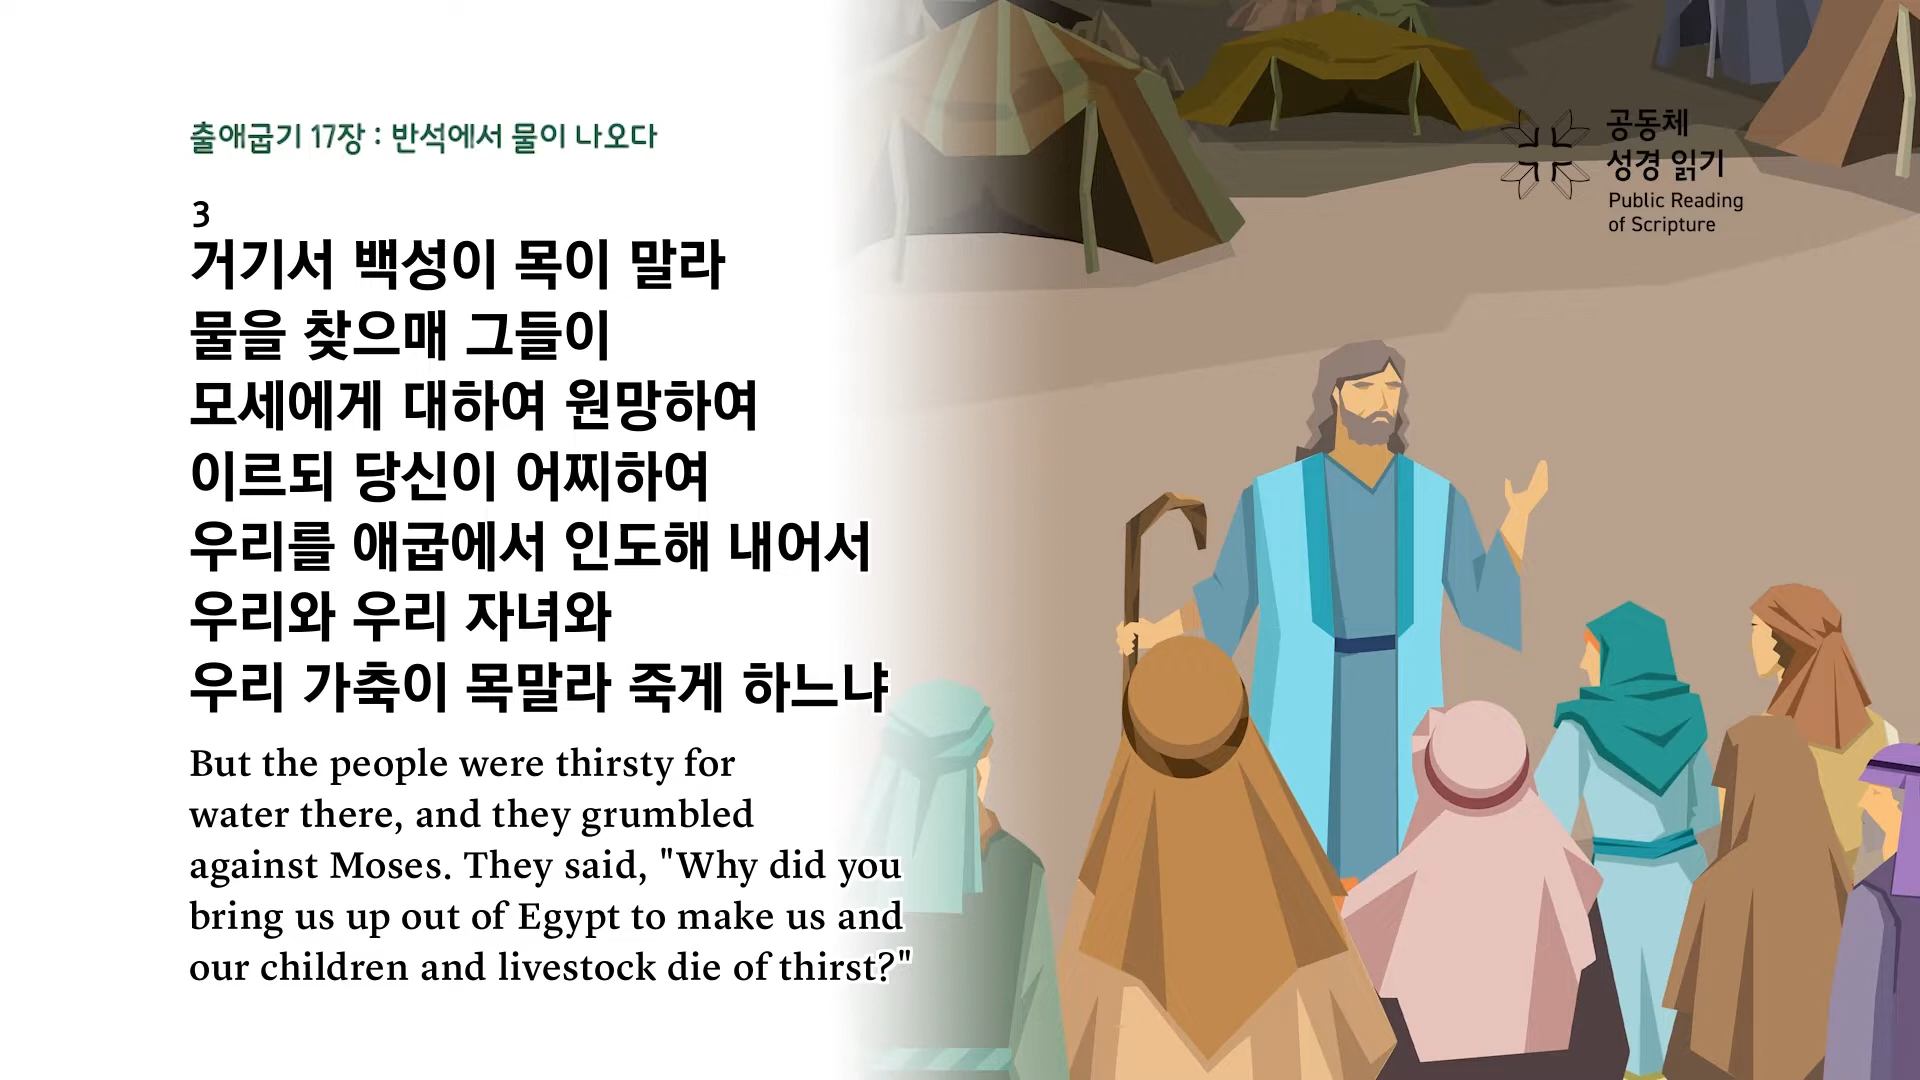 출애굽기 17장 : 반석에서 물이 나오다
3
거기서 백성이 목이 말라
물을 찾으매 그들이
모세에게 대하여 원망하여
이르되 당신이 어찌하여
우리를 애굽에서 인도해 내어서
우리와 우리 자녀와
우리 가축이 목말라 죽게 하느냐
But the people were thirsty for
water there, and they grumbled
against Moses. They said, "Why did you
bring us up out of Egypt to make us and
our children and livestock die of thirst?"
공동체
성경 읽기
Public Reading
of Scripture